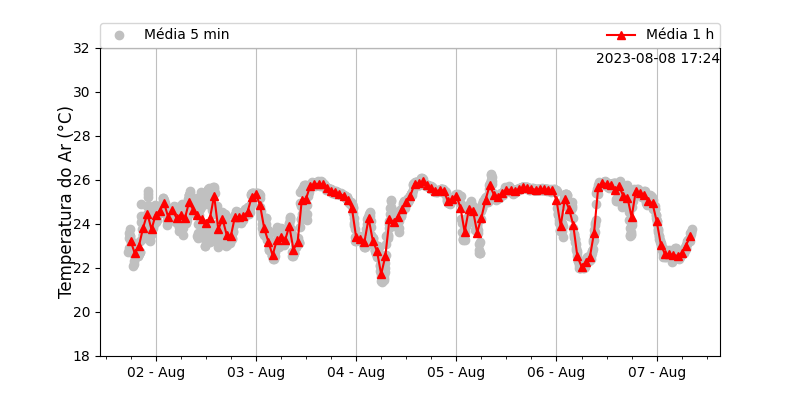 Média 5 min
Média 1 h
2023-08-08 17:24
Temperatura do Ar (°C)
32
30
28
26
24
22
20
18
02 - Aug
03 - Aug
04 - Aug
05 - Aug
06 - Aug
07 - Aug